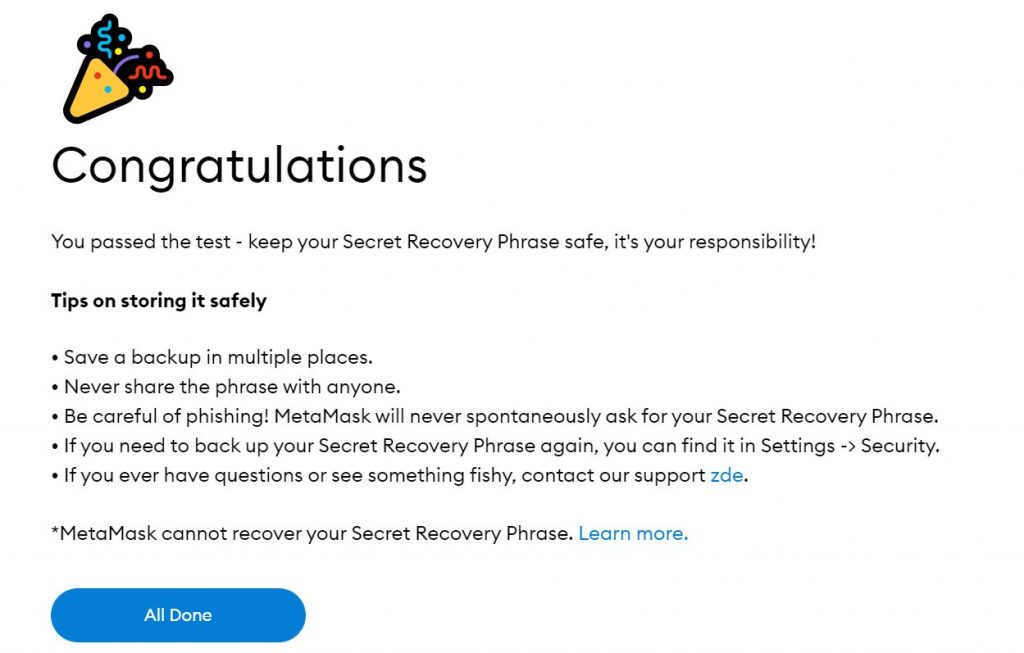 Congratulations
You passed the test - keep your Secret Recovery Phrase safe, it's your responsibility!
Tips on storing it safely
• Save a backup in multiple places.
• Never share the phrase with anyone.
• Be careful of phishing! MetaMask will never spontaneously ask for your Secret Recovery Phrase.
• If you need to back up your Secret Recovery Phrase again, you can find it in Settings -> Security.
• If you ever have questions or see something fishy, contact our support zde.
*MetaMask cannot recover your Secret Recovery Phrase. Learn more.
All Done